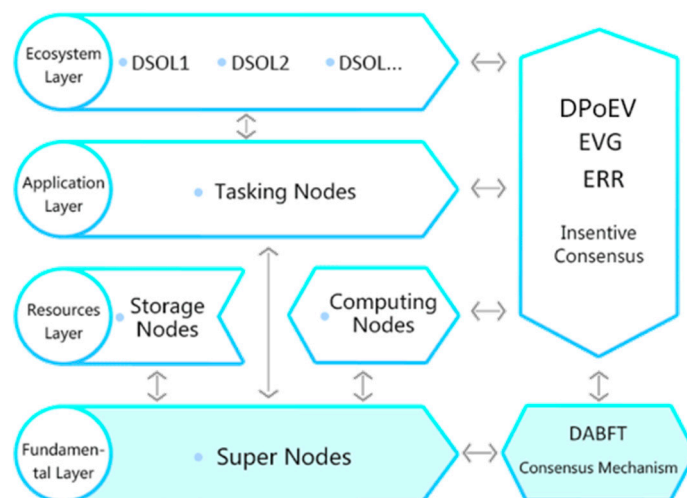 Ecosystem
Layer
DSOL1
DSOL2
DSOL...
DPoEV
EVG
ERR
Insentive
Consensus
Application
Layer
Tasking Nodes
Resources
Layer
Storage
Nodes
Computing
Nodes
Fundamen-
tal Layer
Super Nodes
DABFT
Consensus Mechanism